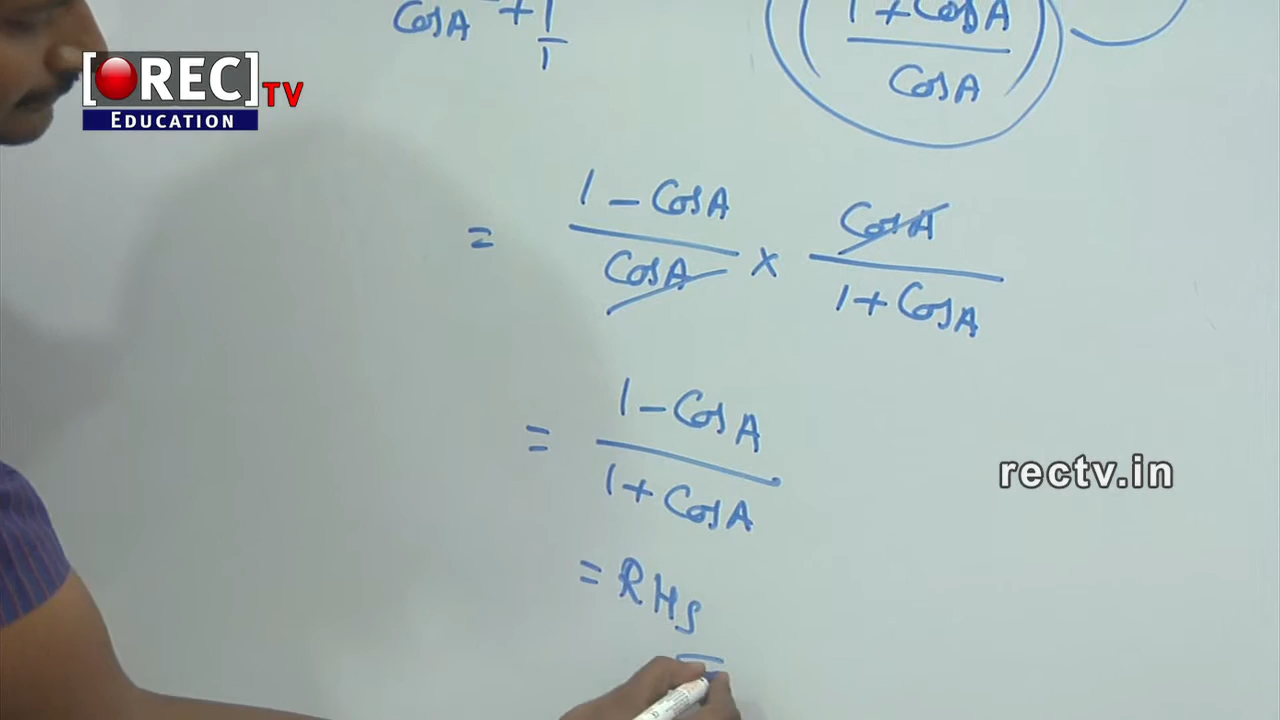 CosA + 1/1
1 + CosA
CosA
[REC] TV
EDUCATION
= 1 - CosA / CosA × CosA / 1 + CosA
= 1 - CosA / 1 + CosA
rectv.in
= RHS